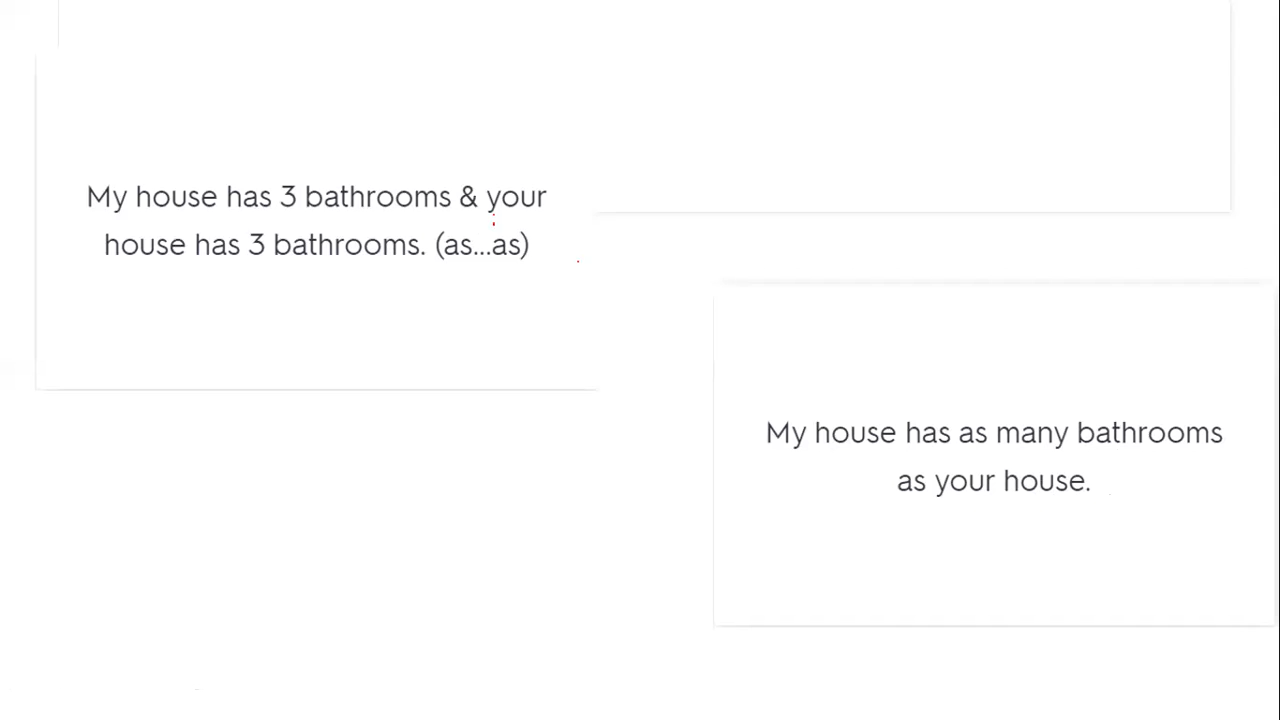 My house has 3 bathrooms & your
house has 3 bathrooms. (as...as)
My house has as many bathrooms
as your house.